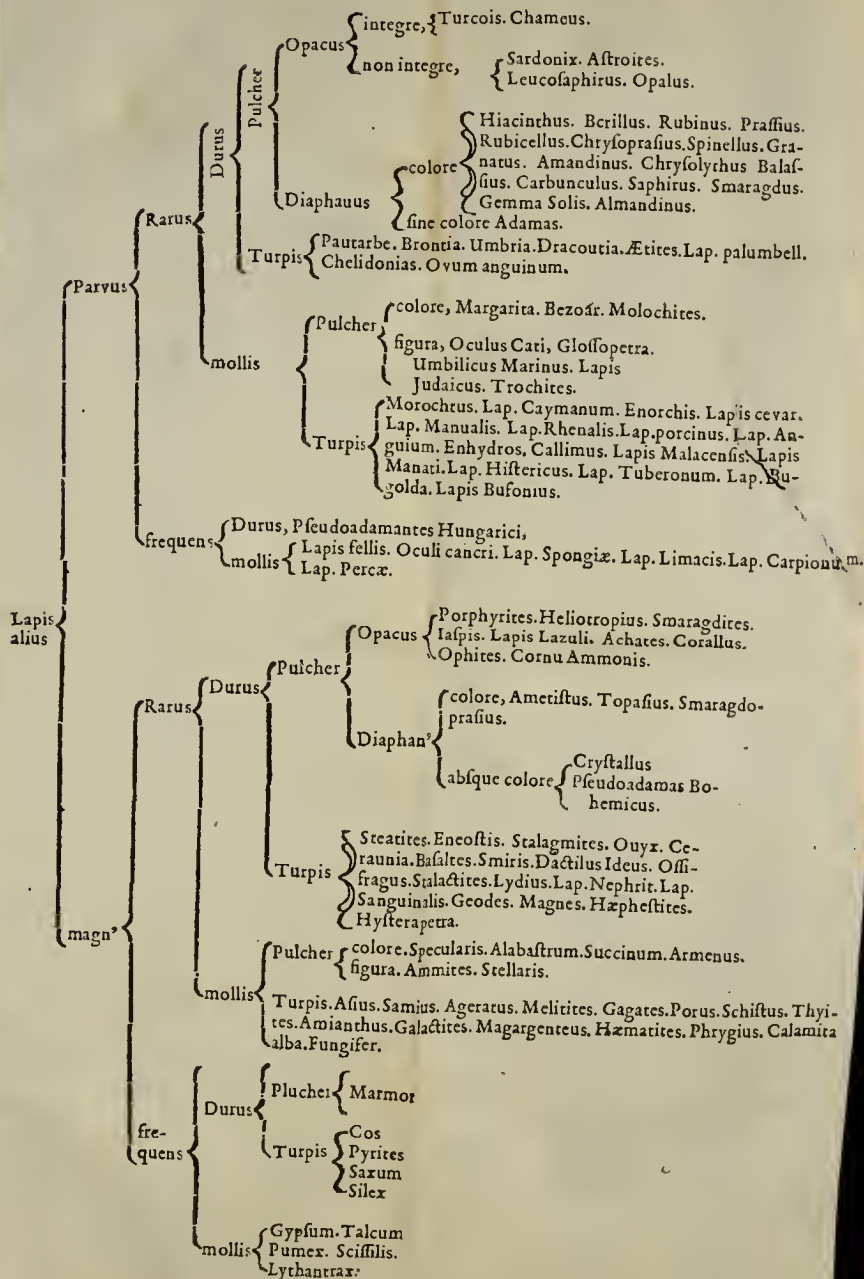 integre, Turcois. Chameus.
Opacus
non integre, Sardonix. Aſtroites.
Leucoſaphirus. Opalus.
Pulcher
Durus
Hiacinthus. Berillus. Rubinus. Praſſius.
Rubicellus. Chryſopraſius. Spinellus. Gra-
natus. Amandinus. Chryſolythus Balaſ-
ſius. Carbunculus. Saphirus. Smaragdus.
Gemma Solis. Almandinus.
colore
Diaphauus
ſine colore Adamas.
Rarus
Turpis Pautarbe. Brontia. Umbria. Dracoutia. Ætites. Lap. palumbell.
Chelidonias. Ovum anguinum.
Parvus
colore, Margarita. Bezoár. Molochites.
Pulcher
figura, Oculus Cati, Gloſſopetra.
Umbilicus Marinus. Lapis
Judaicus. Trochites.
mollis
Morochtus. Lap. Caymanum. Enorchis. Lapis cevar.
Lap. Manualis. Lap. Rhenalis. Lap. porcinus. Lap. An-
Turpis guium. Enhydros. Callimus. Lapis Malacenſis. Lapis
Manati. Lap. Hiſtericus. Lap. Tuberonum. Lap. Bu-
golda. Lapis Bufonius.
frequens Durus, Pſeudoadamantes Hungarici,
mollis Lapis fellis. Oculi cancri. Lap. Spongiæ. Lap. Limacis. Lap. Carpionum.
Lap. Percæ.
Lapis
alius
Porphyrites. Heliotropius. Smaragdites.
Opacus Iaſpis. Lapis Lazuli. Achates. Corallus.
Ophites. Cornu Ammonis.
Pulcher
Durus
Rarus
colore, Ametiſtus. Topaſius. Smaragdo-
praſius.
Diaphan'
abſque colore Cryſtallus
Pſeudoadamas Bo-
hemicus.
Steatites. Eneoſtis. Stalagmites. Ouyx. Ce-
raunia. Baſaltes. Smiris. Dactilus Ideus. Oſſi-
Turpis fragus. Stalactites. Lydius. Lap. Nephrit. Lap.
Sanguinalis. Geodes. Magnes. Hæpheſtites.
Hyſterapetra.
magn'
Pulcher colore. Specularis. Alabaſtrum. Succinum. Armenus.
figura. Ammites. Stellaris.
mollis
Turpis. Aſius. Samius. Ageratus. Melitites. Gagates. Porus. Schiſtus. Thyi-
tes. Amianthus. Galactites. Magargenteus. Hæmatites. Phrygius. Calamita
alba. Fungifer.
Plucher Marmor
Durus
fre-
quens
Turpis Cos
Pyrites
Saxum
Silex
Gypſum. Talcum
mollis Pumex. Sciſſilis.
Lythantrax.